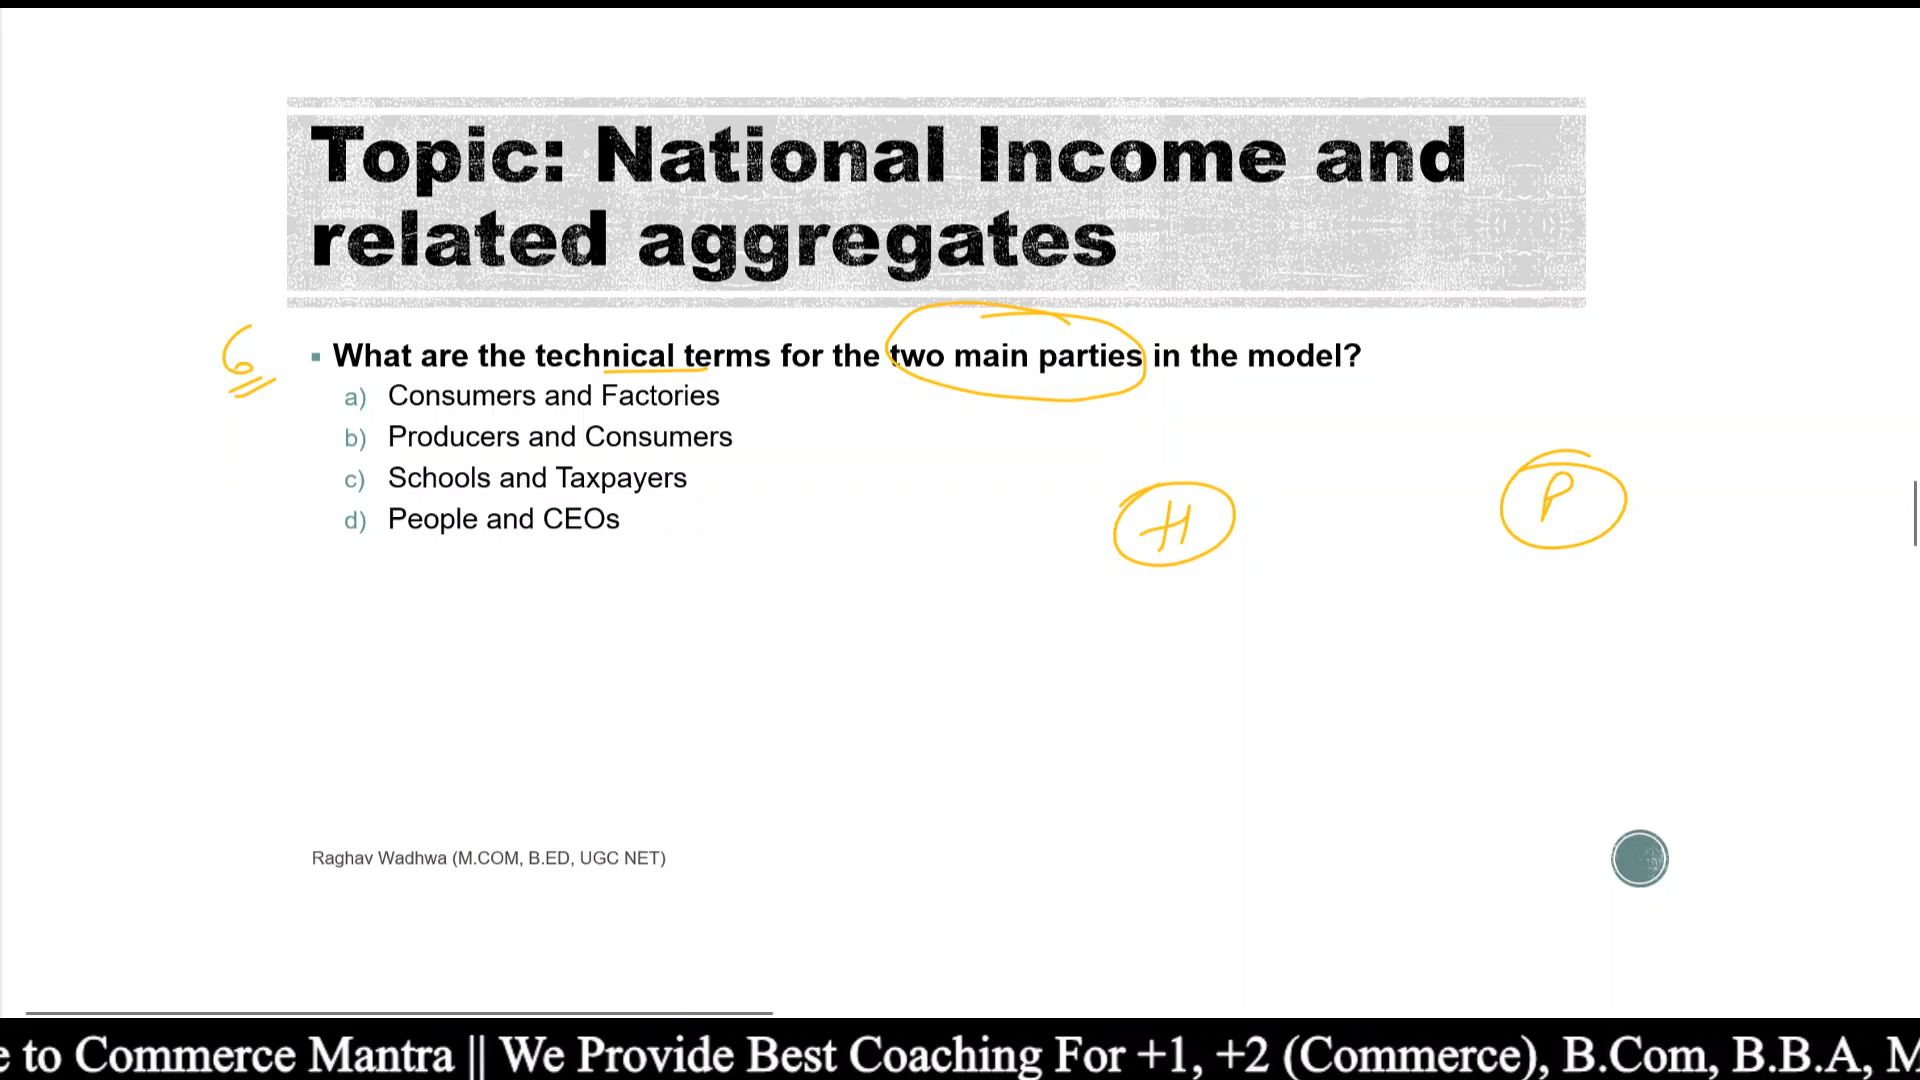 Topic: National Income and
related aggregates
6
▪ What are the technical terms for the two main parties in the model?
a) Consumers and Factories
b) Producers and Consumers
c) Schools and Taxpayers
d) People and CEOs
H
P
Raghav Wadhwa (M.COM, B.ED, UGC NET)
e to Commerce Mantra || We Provide Best Coaching For +1, +2 (Commerce), B.Com, B.B.A, M